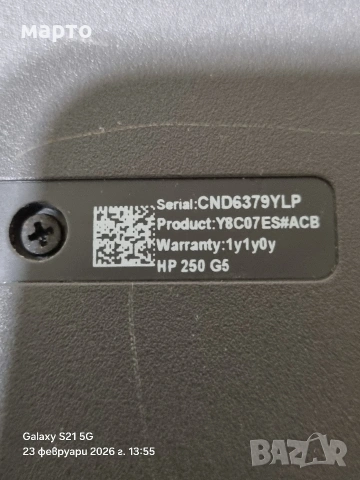 марто
Serial:CND6379YLP
Product:Y8C07ES#ACB
Warranty:1y1y0y
HP 250 G5
Galaxy S21 5G
23 февруари 2026 г. 13:55
bazar